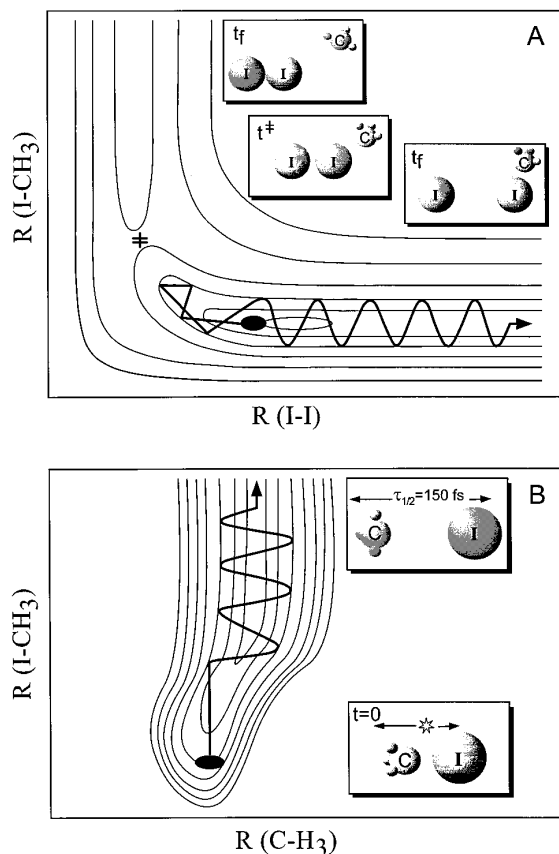 A
t_f
I I C
t‡
I I C
t_f
I I C
‡
R (I-CH₃)
R (I-I)
B
τ₁/₂=150 fs
C I
t=0
C I
R (I-CH₃)
R (C-H₃)